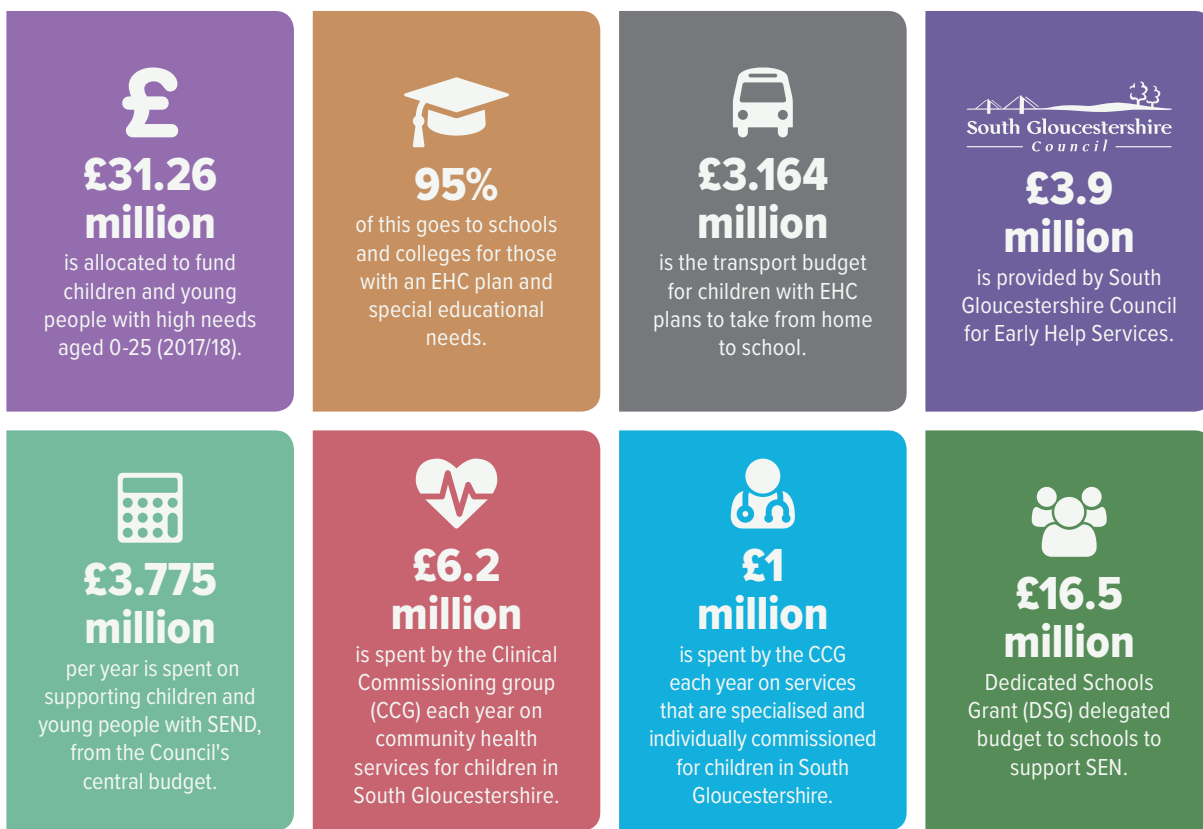 £31.26
million
is allocated to fund
children and young
people with high needs
aged 0-25 (2017/18).
95%
of this goes to schools
and colleges for those
with an EHC plan and
special educational
needs.
£3.164
million
is the transport budget
for children with EHC
plans to take from home
to school.
South Gloucestershire
Council
£3.9
million
is provided by South
Gloucestershire Council
for Early Help Services.
£3.775
million
per year is spent on
supporting children and
young people with SEND,
from the Council's
central budget.
£6.2
million
is spent by the Clinical
Commissioning group
(CCG) each year on
community health
services for children in
South Gloucestershire.
£1
million
is spent by the CCG
each year on services
that are specialised and
individually commissioned
for children in South
Gloucestershire.
£16.5
million
Dedicated Schools
Grant (DSG) delegated
budget to schools to
support SEN.